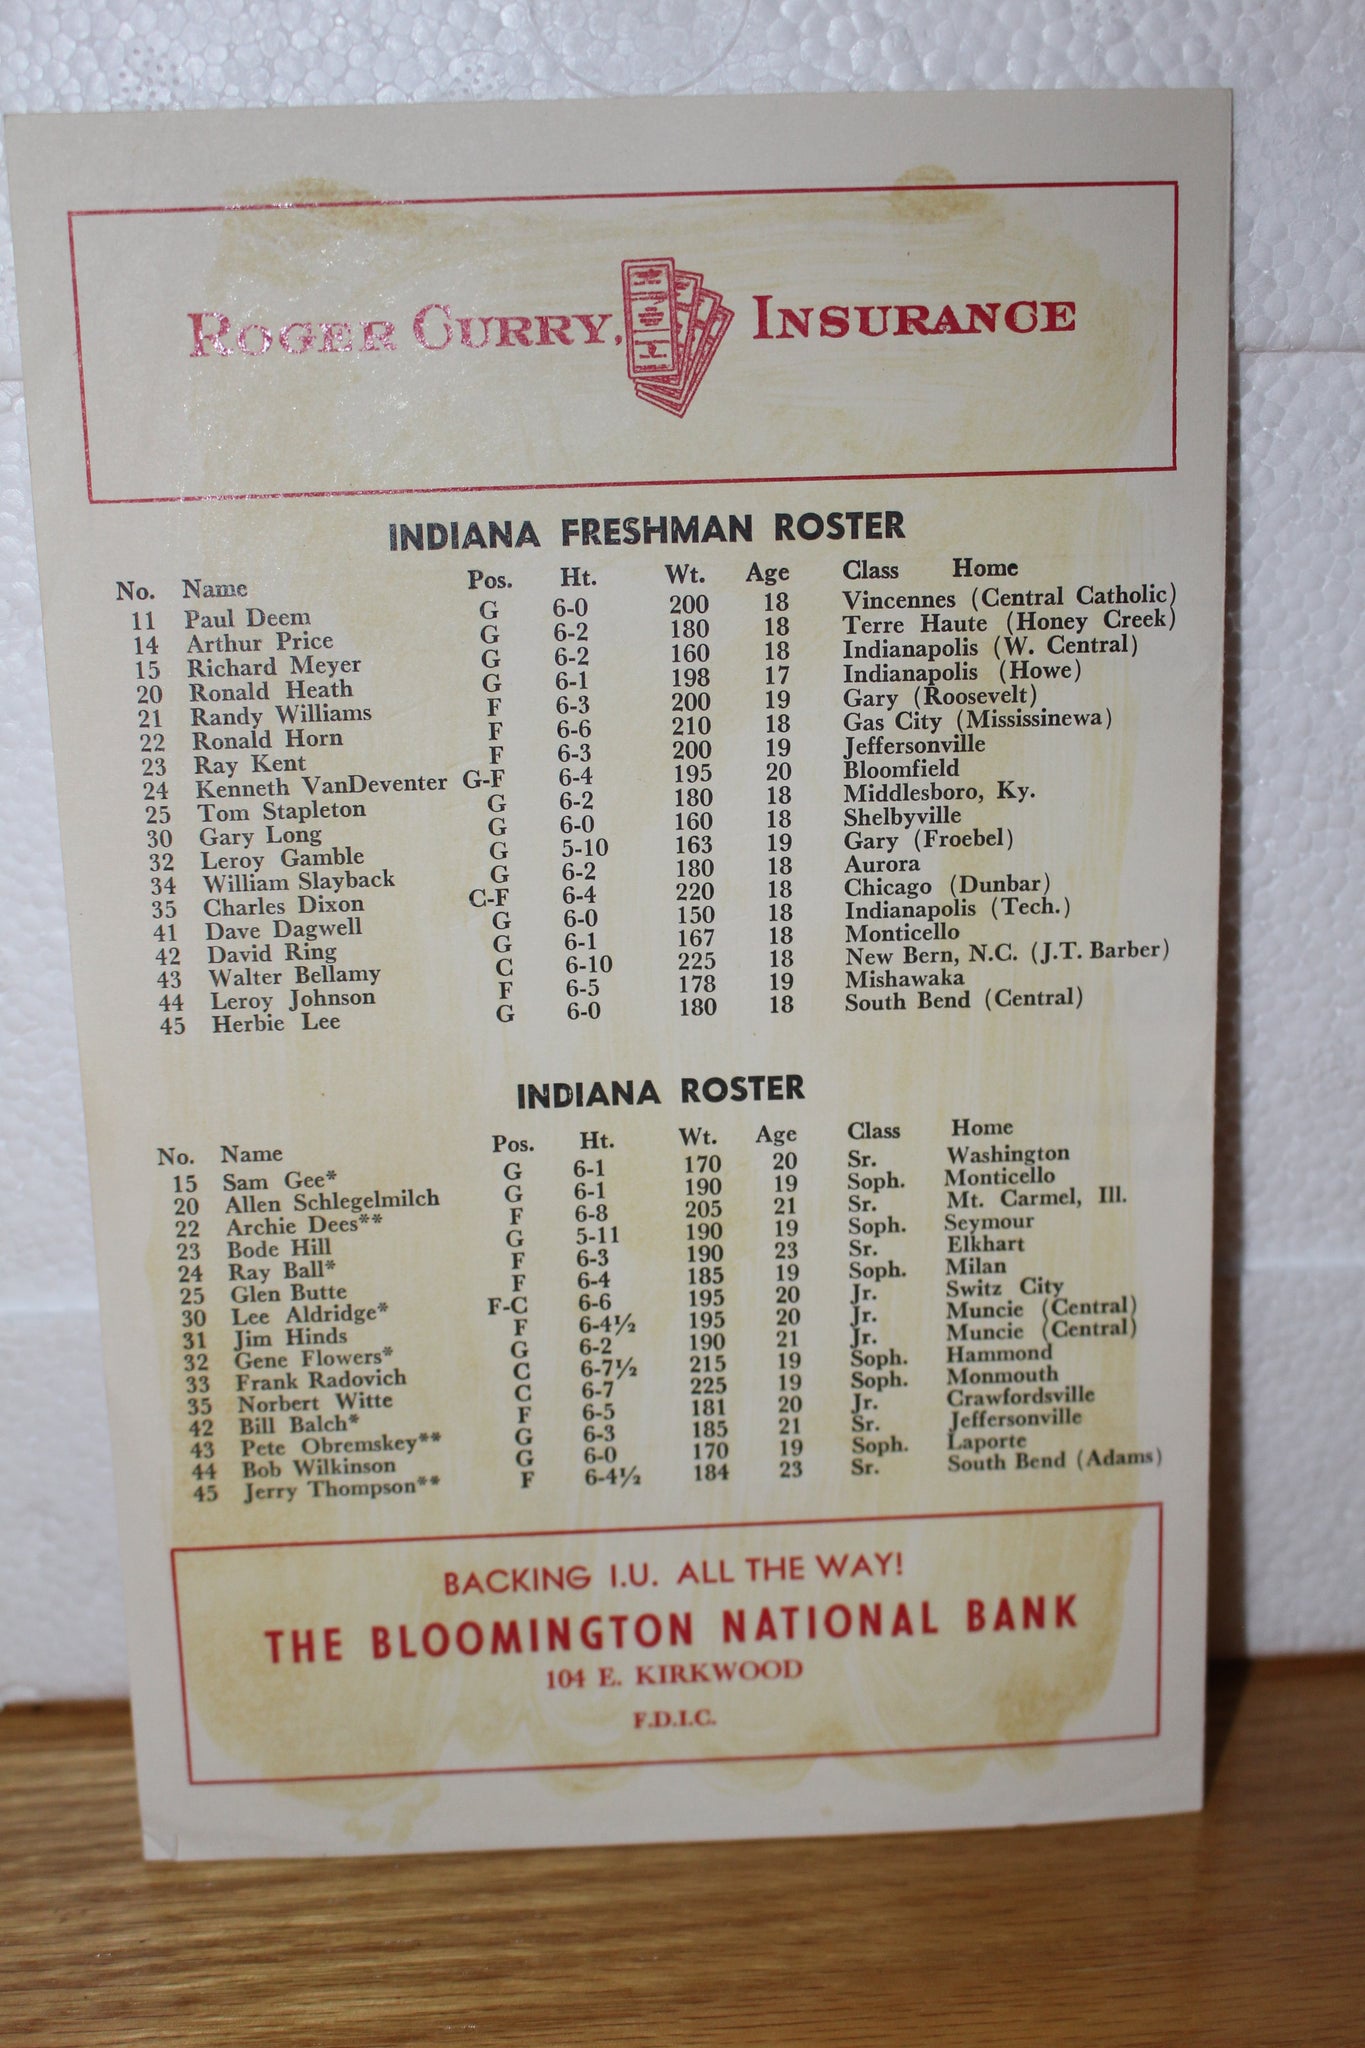 ROGER CURRY, INSURANCE
INDIANA FRESHMAN ROSTER
No. Name Pos. Ht. Wt. Age Class Home
11 Paul Deem G 6-0 200 18 Vincennes (Central Catholic)
14 Arthur Price G 6-2 180 18 Terre Haute (Honey Creek)
15 Richard Meyer G 6-2 160 18 Indianapolis (W. Central)
20 Ronald Heath G 6-1 198 17 Indianapolis (Howe)
21 Randy Williams F 6-3 200 19 Gary (Roosevelt)
22 Ronald Horn F 6-6 210 18 Gas City (Mississinewa)
23 Ray Kent F 6-3 200 19 Jeffersonville
24 Kenneth VanDeventer G-F 6-4 195 20 Bloomfield
25 Tom Stapleton G 6-2 180 18 Middlesboro, Ky.
30 Gary Long G 6-0 160 18 Shelbyville
32 Leroy Gamble G 5-10 163 19 Gary (Froebel)
34 William Slayback G 6-2 180 18 Aurora
35 Charles Dixon C-F 6-4 220 18 Chicago (Dunbar)
41 Dave Dagwell G 6-0 150 18 Indianapolis (Tech.)
42 David Ring G 6-1 167 18 Monticello
43 Walter Bellamy C 6-10 225 18 New Bern, N.C. (J.T. Barber)
44 Leroy Johnson F 6-5 178 19 Mishawaka
45 Herbie Lee G 6-0 180 18 South Bend (Central)
INDIANA ROSTER
No. Name Pos. Ht. Wt. Age Class Home
15 Sam Gee* G 6-1 170 20 Sr. Washington
20 Allen Schlegelmilch G 6-1 190 19 Soph. Monticello
22 Archie Dees** F 6-8 205 21 Sr. Mt. Carmel, Ill.
23 Bode Hill G 5-11 190 19 Soph. Seymour
24 Ray Ball* F 6-3 190 23 Sr. Elkhart
25 Glen Butte F 6-4 185 19 Soph. Milan
30 Lee Aldridge* F-C 6-6 195 20 Jr. Switz City
31 Jim Hinds F 6-4½ 195 20 Jr. Muncie (Central)
32 Gene Flowers* G 6-2 190 21 Jr. Muncie (Central)
33 Frank Radovich C 6-7½ 215 19 Soph. Hammond
35 Norbert Witte C 6-7 225 19 Soph. Monmouth
42 Bill Balch* F 6-5 181 20 Jr. Crawfordsville
43 Pete Obremskey** G 6-3 185 21 Sr. Jeffersonville
44 Bob Wilkinson G 6-0 170 19 Soph. Laporte
45 Jerry Thompson** F 6-4½ 184 23 Sr. South Bend (Adams)
BACKING I.U. ALL THE WAY!
THE BLOOMINGTON NATIONAL BANK
104 E. KIRKWOOD
F.D.I.C.